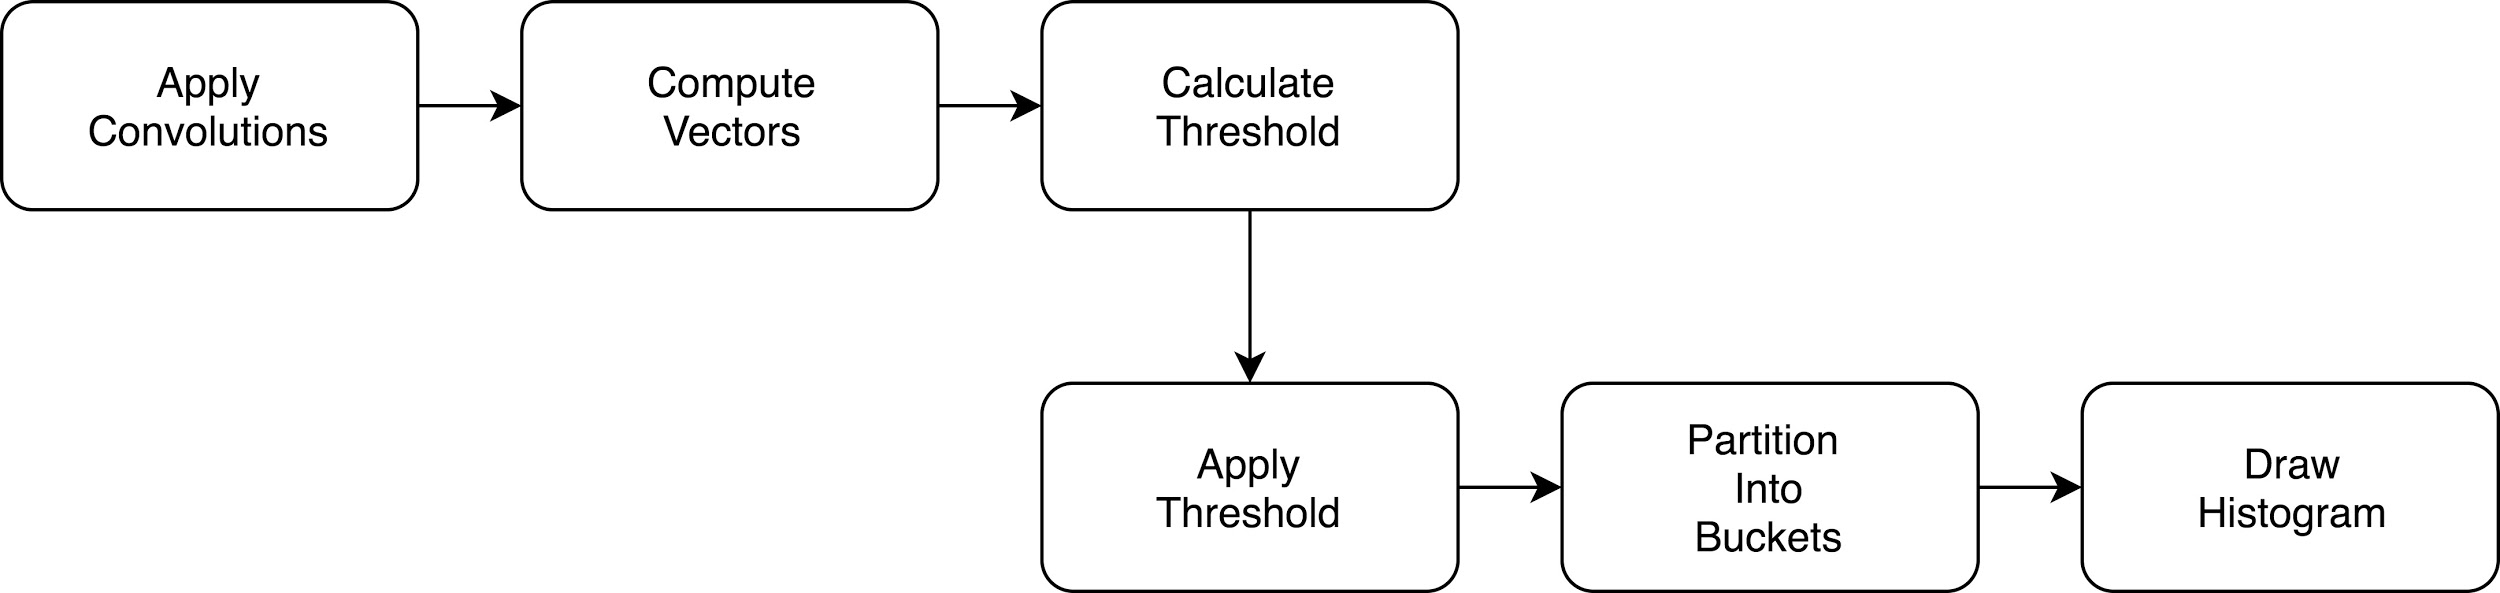 Apply
Convolutions
Compute
Vectors
Calculate
Threshold
Apply
Threshold
Partition
Into
Buckets
Draw
Histogram